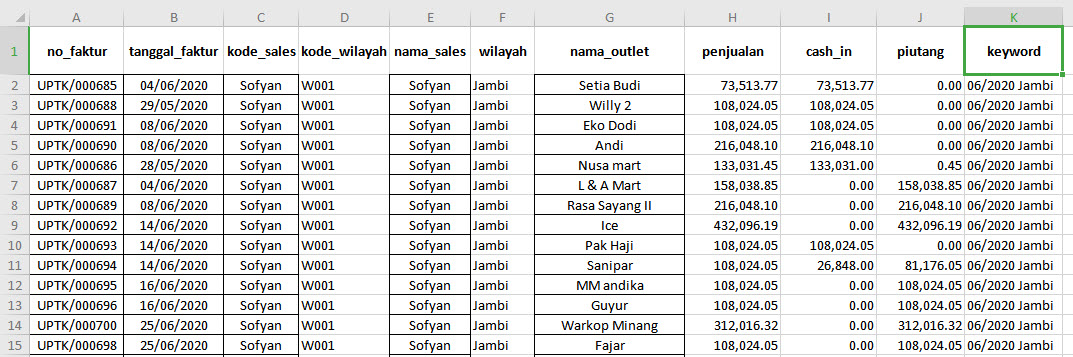 A B C D E F G H I J K
1 no_faktur tanggal_faktur kode_sales kode_wilayah nama_sales wilayah nama_outlet penjualan cash_in piutang keyword
2 UPTK/000685 04/06/2020 Sofyan W001 Sofyan Jambi Setia Budi 73,513.77 73,513.77 0.00 06/2020 Jambi
3 UPTK/000688 29/05/2020 Sofyan W001 Sofyan Jambi Willy 2 108,024.05 108,024.05 0.00 06/2020 Jambi
4 UPTK/000691 08/06/2020 Sofyan W001 Sofyan Jambi Eko Dodi 108,024.05 108,024.05 0.00 06/2020 Jambi
5 UPTK/000690 08/06/2020 Sofyan W001 Sofyan Jambi Andi 216,048.10 216,048.10 0.00 06/2020 Jambi
6 UPTK/000686 28/05/2020 Sofyan W001 Sofyan Jambi Nusa mart 133,031.45 133,031.00 0.45 06/2020 Jambi
7 UPTK/000687 04/06/2020 Sofyan W001 Sofyan Jambi L & A Mart 158,038.85 0.00 158,038.85 06/2020 Jambi
8 UPTK/000689 08/06/2020 Sofyan W001 Sofyan Jambi Rasa Sayang II 216,048.10 0.00 216,048.10 06/2020 Jambi
9 UPTK/000692 14/06/2020 Sofyan W001 Sofyan Jambi Ice 432,096.19 0.00 432,096.19 06/2020 Jambi
10 UPTK/000693 14/06/2020 Sofyan W001 Sofyan Jambi Pak Haji 108,024.05 108,024.05 0.00 06/2020 Jambi
11 UPTK/000694 14/06/2020 Sofyan W001 Sofyan Jambi Sanipar 108,024.05 26,848.00 81,176.05 06/2020 Jambi
12 UPTK/000695 16/06/2020 Sofyan W001 Sofyan Jambi MM andika 108,024.05 0.00 108,024.05 06/2020 Jambi
13 UPTK/000696 16/06/2020 Sofyan W001 Sofyan Jambi Guyur 108,024.05 0.00 108,024.05 06/2020 Jambi
14 UPTK/000700 25/06/2020 Sofyan W001 Sofyan Jambi Warkop Minang 312,016.32 0.00 312,016.32 06/2020 Jambi
15 UPTK/000698 25/06/2020 Sofyan W001 Sofyan Jambi Fajar 108,024.05 0.00 108,024.05 06/2020 Jambi